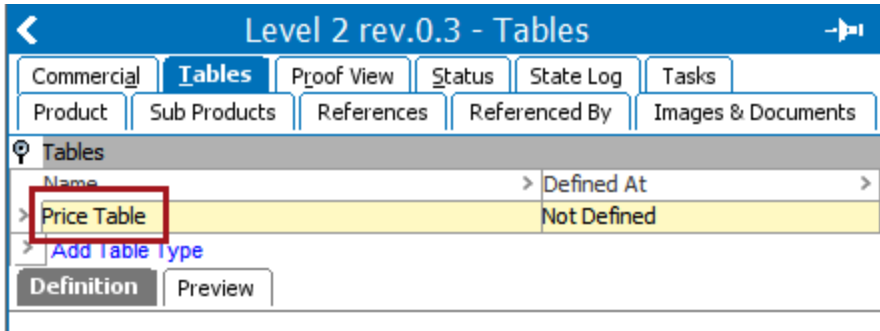 Level 2 rev.0.3 - Tables
Commercial Tables Proof View Status State Log Tasks
Product Sub Products References Referenced By Images & Documents
Tables
Name > Defined At >
> Price Table Not Defined
> Add Table Type
Definition Preview